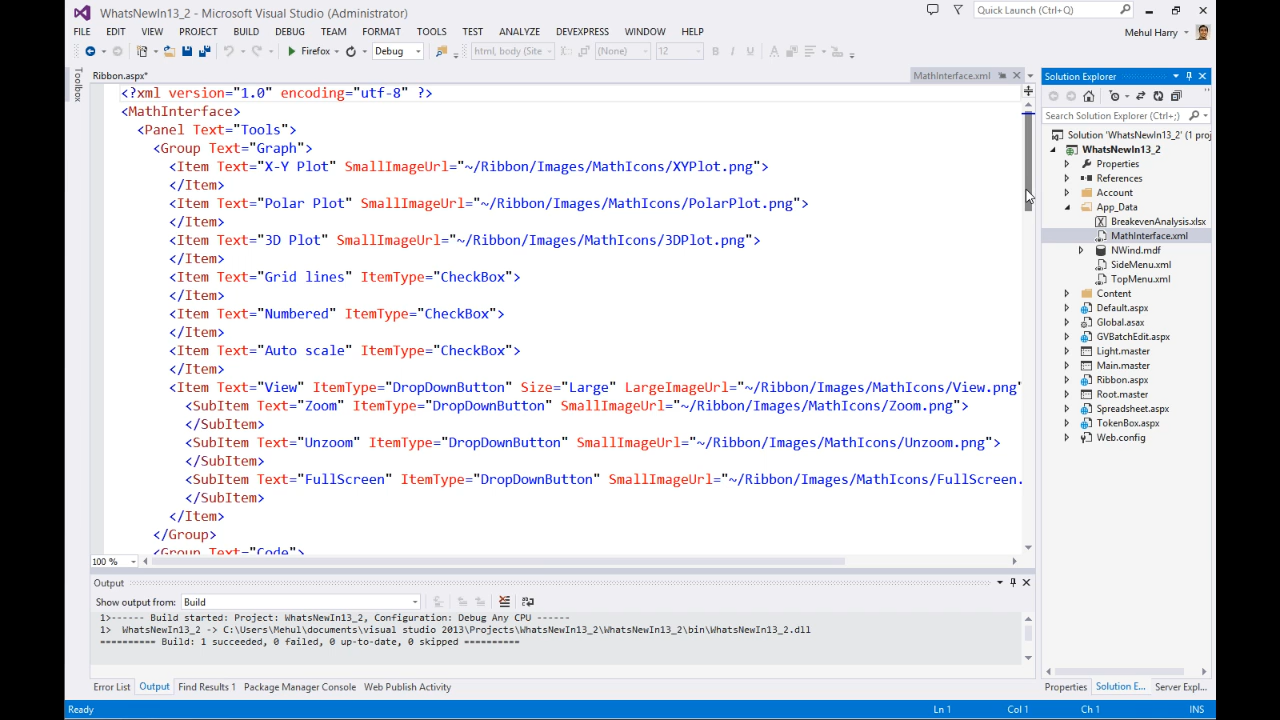 WhatsNewIn13_2 - Microsoft Visual Studio (Administrator)
Quick Launch (Ctrl+Q)
FILE EDIT VIEW PROJECT BUILD DEBUG TEAM FORMAT TOOLS TEST ANALYZE DEVEXPRESS WINDOW HELP
Mehul Harry
Firefox Debug html, body (Site (None) 12 B I U A
Toolbox
Ribbon.aspx*
MathInterface.xml
<?xml version="1.0" encoding="utf-8" ?>
<MathInterface>
<Panel Text="Tools">
<Group Text="Graph">
<Item Text="X-Y Plot" SmallImageUrl="~/Ribbon/Images/MathIcons/XYPlot.png">
</Item>
<Item Text="Polar Plot" SmallImageUrl="~/Ribbon/Images/MathIcons/PolarPlot.png">
</Item>
<Item Text="3D Plot" SmallImageUrl="~/Ribbon/Images/MathIcons/3DPlot.png">
</Item>
<Item Text="Grid lines" ItemType="CheckBox">
</Item>
<Item Text="Numbered" ItemType="CheckBox">
</Item>
<Item Text="Auto scale" ItemType="CheckBox">
</Item>
<Item Text="View" ItemType="DropDownButton" Size="Large" LargeImageUrl="~/Ribbon/Images/MathIcons/View.png"
<SubItem Text="Zoom" ItemType="DropDownButton" SmallImageUrl="~/Ribbon/Images/MathIcons/Zoom.png">
</SubItem>
<SubItem Text="Unzoom" ItemType="DropDownButton" SmallImageUrl="~/Ribbon/Images/MathIcons/Unzoom.png">
</SubItem>
<SubItem Text="FullScreen" ItemType="DropDownButton" SmallImageUrl="~/Ribbon/Images/MathIcons/FullScreen.
</SubItem>
</Item>
</Group>
<Group Text="Code">
100 %
Solution Explorer
Search Solution Explorer (Ctrl+;)
Solution 'WhatsNewIn13_2' (1 proj
WhatsNewIn13_2
Properties
References
Account
App_Data
BreakevenAnalysis.xlsx
MathInterface.xml
NWind.mdf
SideMenu.xml
TopMenu.xml
Content
Default.aspx
Global.asax
GVBatchEdit.aspx
Light.master
Main.master
Ribbon.aspx
Root.master
Spreadsheet.aspx
TokenBox.aspx
Web.config
Output
Show output from: Build
1>------ Build started: Project: WhatsNewIn13_2, Configuration: Debug Any CPU ------
1> WhatsNewIn13_2 -> C:\Users\Mehul\documents\visual studio 2013\Projects\WhatsNewIn13_2\WhatsNewIn13_2\bin\WhatsNewIn13_2.dll
========== Build: 1 succeeded, 0 failed, 0 up-to-date, 0 skipped ==========
Error List Output Find Results 1 Package Manager Console Web Publish Activity
Properties Solution E... Server Expl...
Ready Ln 1 Col 1 Ch 1 INS